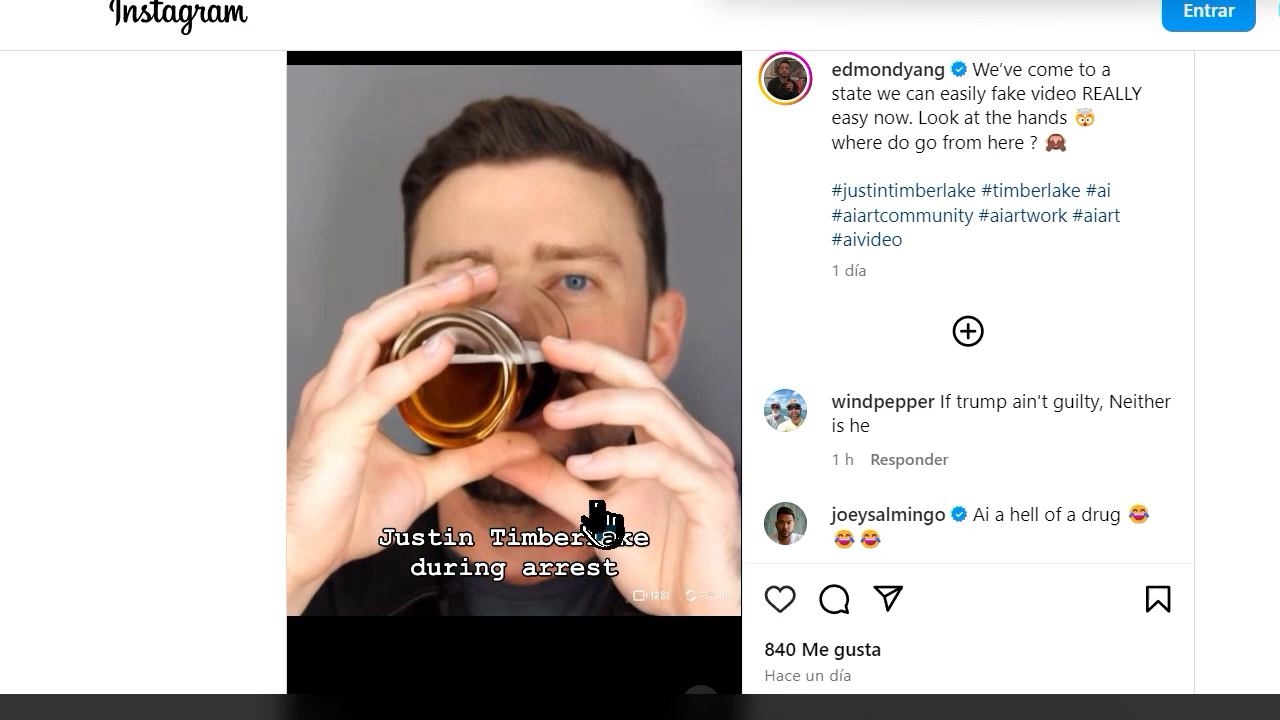 Instagram
Entrar
edmondyang We’ve come to a
state we can easily fake video REALLY
easy now. Look at the hands 🤯
where do go from here ? 🙈
#justintimberlake #timberlake #ai
#aiartcommunity #aiartwork #aiart
#aivideo
1 día
windpepper If trump ain't guilty, Neither
is he
1 h Responder
joeysalmingo Ai a hell of a drug 😂
😂😂
840 Me gusta
Hace un día
Justin Timberlake
during arrest